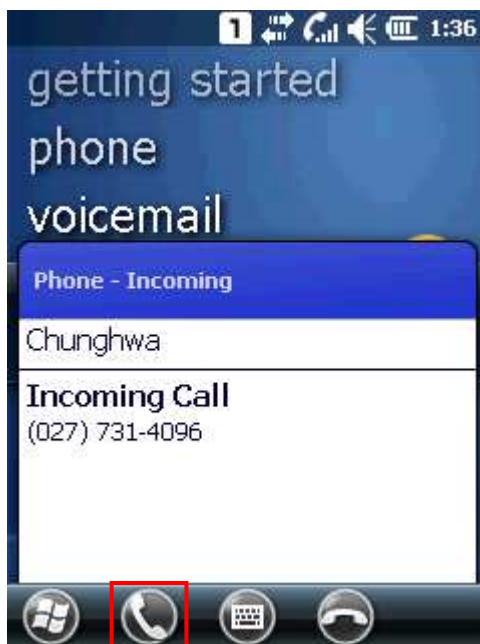 1 1:36
getting started
phone
voicemail
Phone - Incoming
Chunghwa
Incoming Call
(027) 731-4096